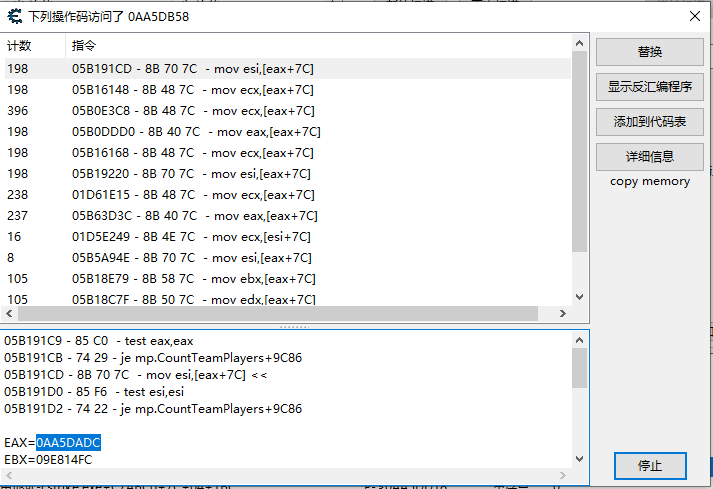 下列操作码访问了 0AA5DB58
计数 指令
198 05B191CD - 8B 70 7C - mov esi,[eax+7C]
198 05B16148 - 8B 48 7C - mov ecx,[eax+7C]
396 05B0E3C8 - 8B 48 7C - mov ecx,[eax+7C]
198 05B0DDD0 - 8B 40 7C - mov eax,[eax+7C]
198 05B16168 - 8B 48 7C - mov ecx,[eax+7C]
198 05B19220 - 8B 70 7C - mov esi,[eax+7C]
238 01D61E15 - 8B 48 7C - mov ecx,[eax+7C]
237 05B63D3C - 8B 40 7C - mov eax,[eax+7C]
16 01D5E249 - 8B 4E 7C - mov ecx,[esi+7C]
8 05B5A94E - 8B 70 7C - mov esi,[eax+7C]
105 05B18E79 - 8B 58 7C - mov ebx,[eax+7C]
105 05B18C7F - 8B 50 7C - mov edx,[eax+7C]
替换
显示反汇编程序
添加到代码表
详细信息
copy memory
05B191C9 - 85 C0 - test eax,eax
05B191CB - 74 29 - je mp.CountTeamPlayers+9C86
05B191CD - 8B 70 7C - mov esi,[eax+7C] <<
05B191D0 - 85 F6 - test esi,esi
05B191D2 - 74 22 - je mp.CountTeamPlayers+9C86
EAX=0AA5DADC
EBX=09E814FC
停止